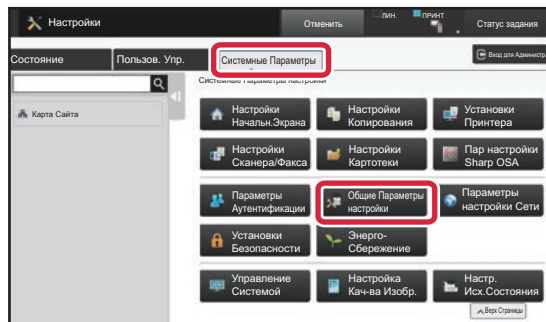 Настройки
Отменить
ЛИН.
ПРИНТ
Статус задания
Состояние
Пользов. Упр.
Системные Параметры
Вход для Администр.
Системные Параметры настройки
Карта Сайта
Настройки
Начальн.Экрана
Настройки
Копирования
Установки
Принтера
Настройки
Сканера/Факса
Настройки
Картотеки
Пар настройки
Sharp OSA
Параметры
Аутентификации
Общие Параметры
настройки
Параметры
настройки Сети
Установки
Безопасности
Энерго-
Сбережение
Управление
Системой
Настройка
Кач-ва Изобр.
Настр.
Исх.Состояния
Верх Страницы